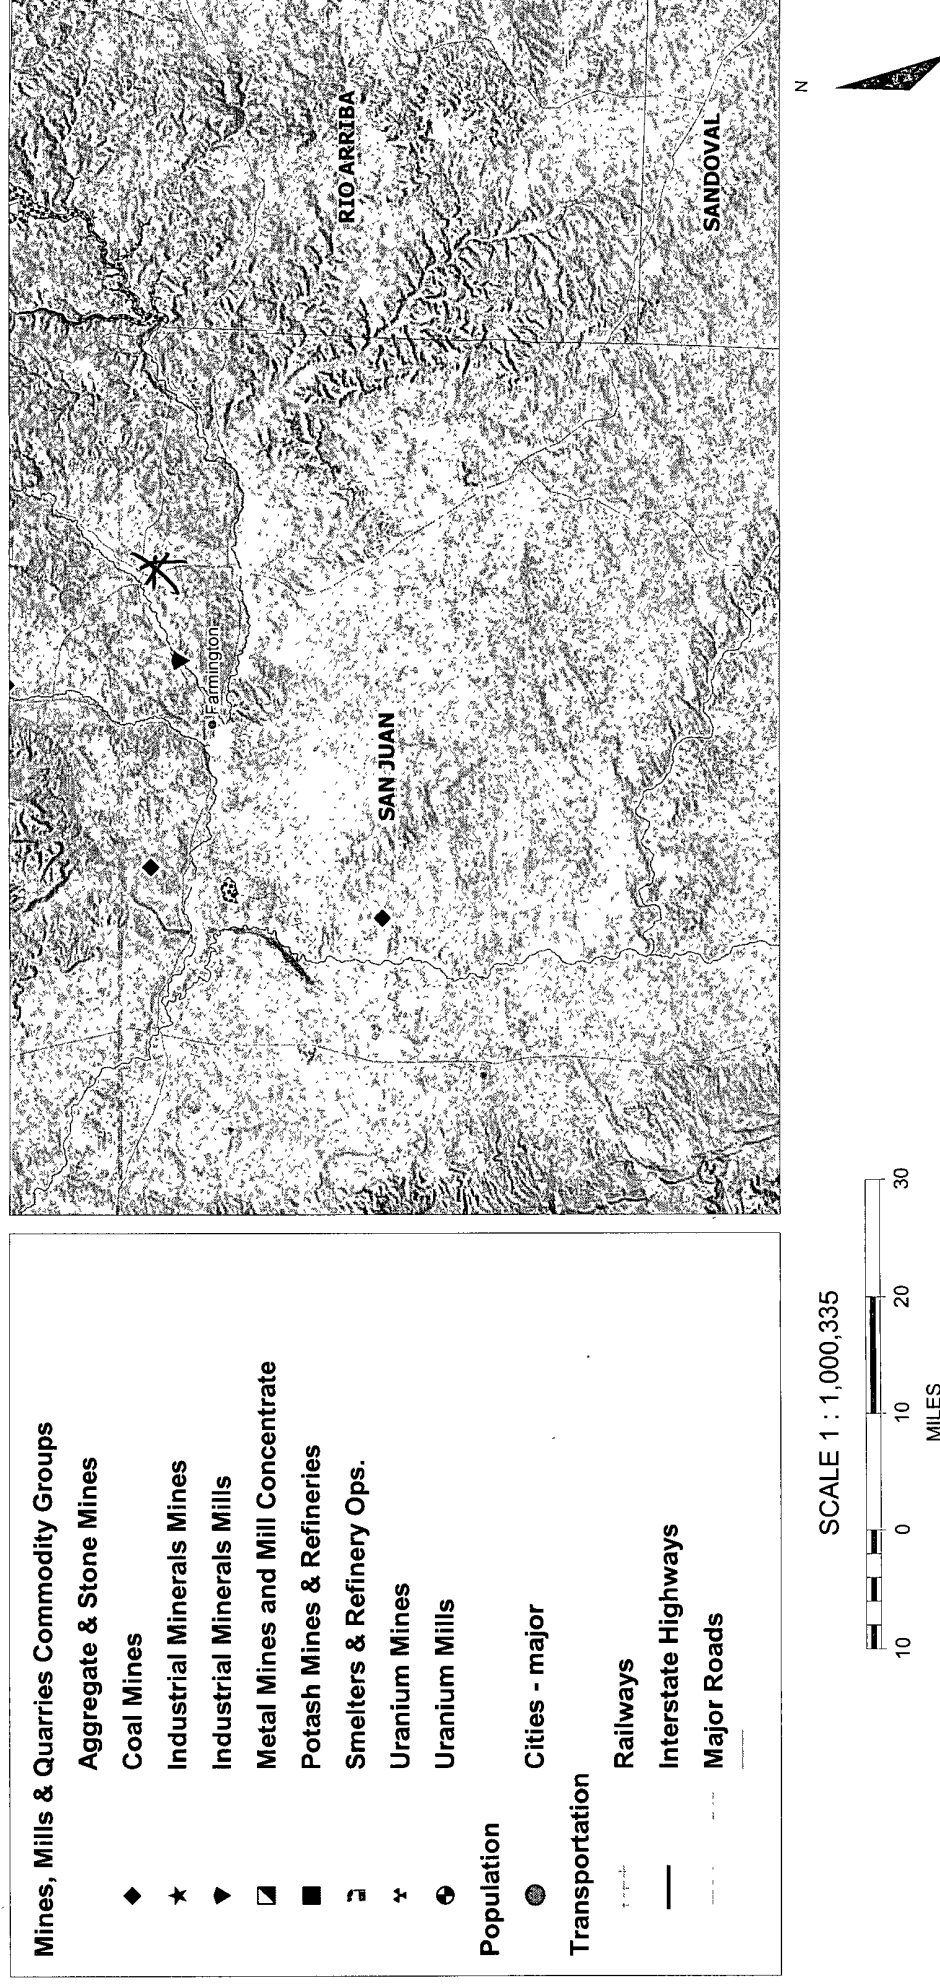 Mines, Mills & Quarries Commodity Groups
Aggregate & Stone Mines
Coal Mines
Industrial Minerals Mines
Industrial Minerals Mills
Metal Mines and Mill Concentrate
Potash Mines & Refineries
Smelters & Refinery Ops.
Uranium Mines
Uranium Mills
Population
Cities - major
Transportation
Railways
Interstate Highways
Major Roads
Farmington
SAN JUAN
RIO ARRIBA
SANDOVAL
SCALE 1 : 1,000,335
10 0 10 20 30
MILES
N